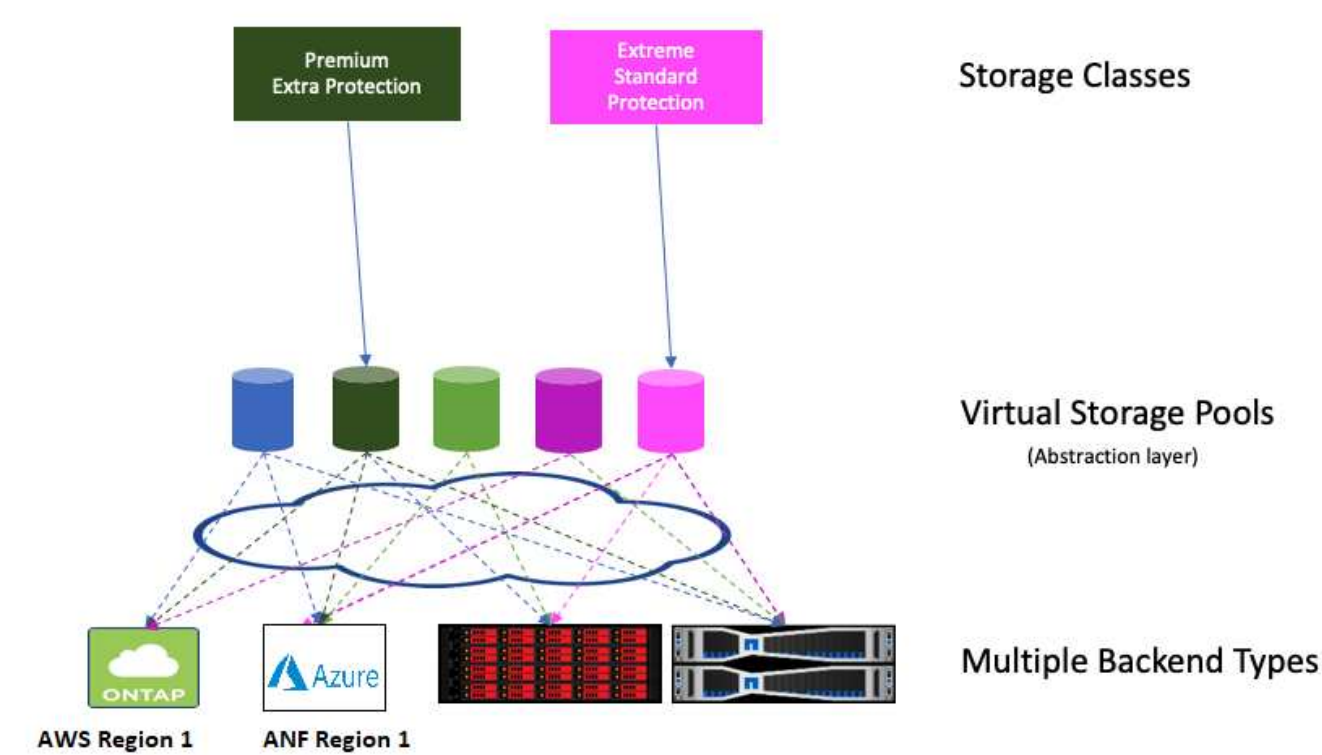 Premium
Extra Protection
Extreme
Standard
Protection
Storage Classes
Virtual Storage Pools
(Abstraction layer)
ONTAP
Azure
Multiple Backend Types
AWS Region 1
ANF Region 1